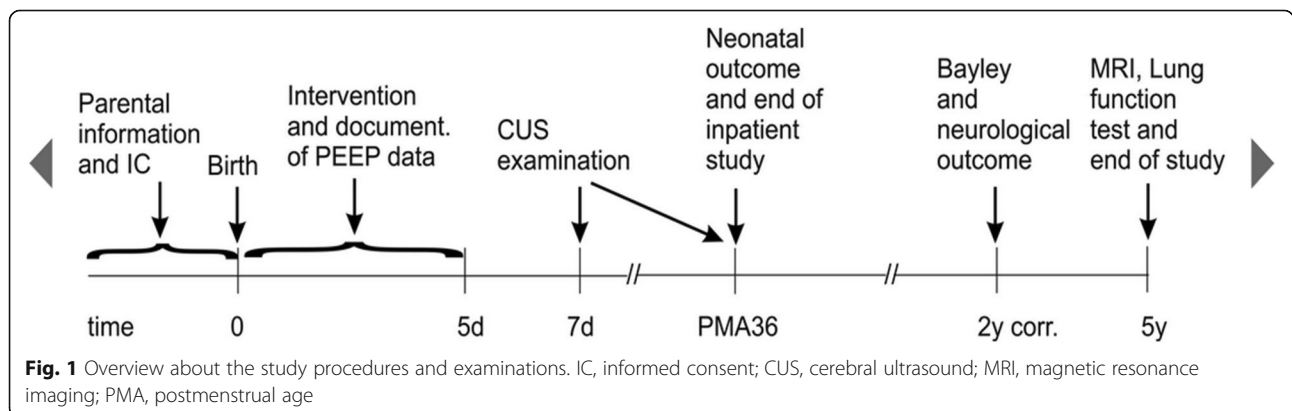 Parental
information
and IC
Birth
Intervention
and document.
of PEEP data
CUS
examination
Neonatal
outcome
and end of
inpatient
study
Bayley
and
neurological
outcome
MRI, Lung
function
test and
end of study
time 0 5d 7d PMA36 2y corr. 5y
Fig. 1 Overview about the study procedures and examinations. IC, informed consent; CUS, cerebral ultrasound; MRI, magnetic resonance
imaging; PMA, postmenstrual age